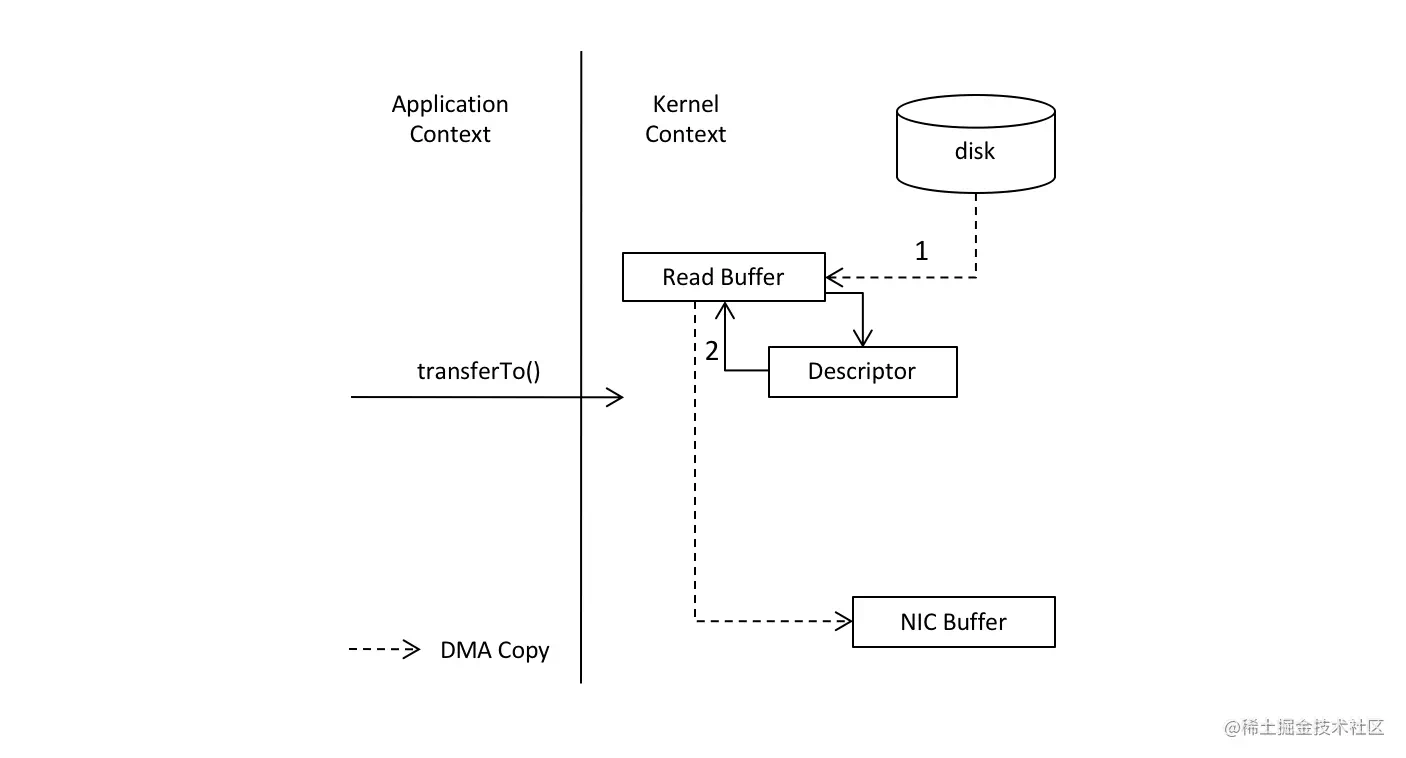 Application
Context
Kernel
Context
disk
1
Read Buffer
2
transferTo()
Descriptor
NIC Buffer
DMA Copy
@稀土掘金技术社区